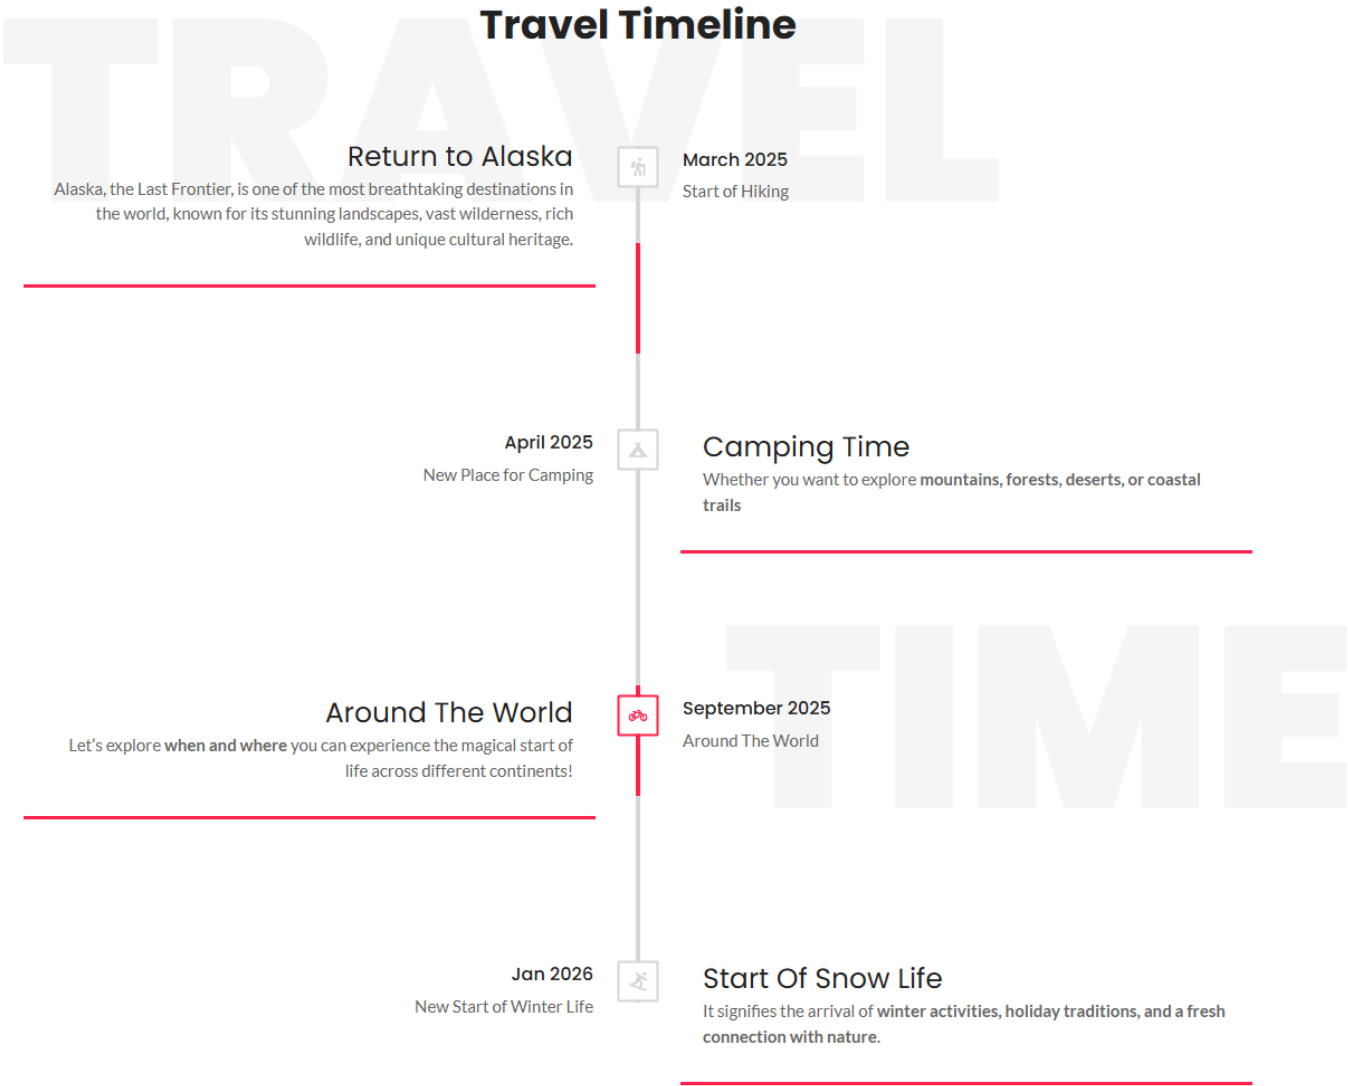 TRAVEL
Travel Timeline
Return to Alaska
Alaska, the Last Frontier, is one of the most breathtaking destinations in
the world, known for its stunning landscapes, vast wilderness, rich
wildlife, and unique cultural heritage.
March 2025
Start of Hiking
April 2025
New Place for Camping
Camping Time
Whether you want to explore mountains, forests, deserts, or coastal
trails
TIME
Around The World
Let’s explore when and where you can experience the magical start of
life across different continents!
September 2025
Around The World
Jan 2026
New Start of Winter Life
Start Of Snow Life
It signifies the arrival of winter activities, holiday traditions, and a fresh
connection with nature.